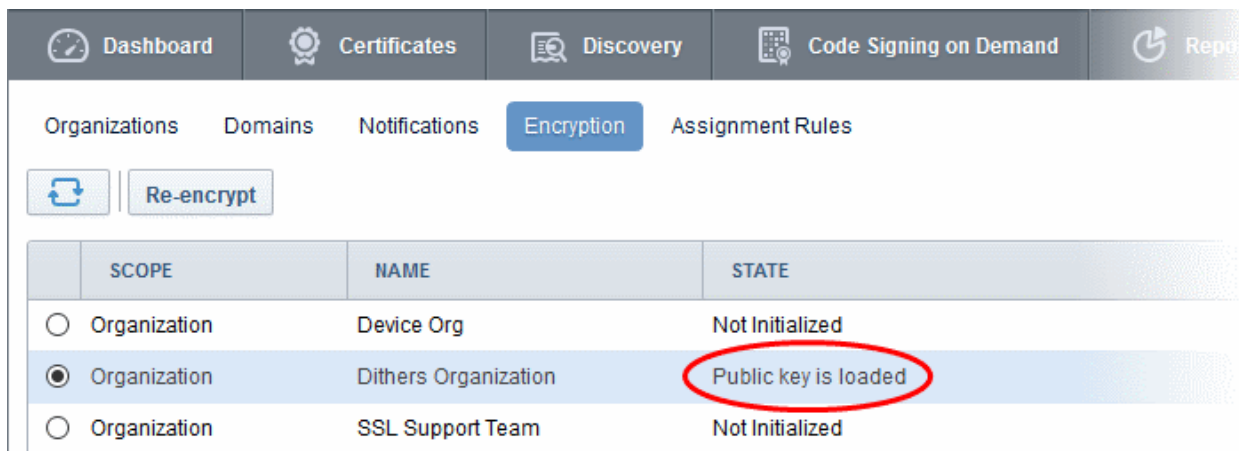 Dashboard Certificates Discovery Code Signing on Demand Repo
Organizations Domains Notifications Encryption Assignment Rules
Re-encrypt
SCOPE NAME STATE
Organization Device Org Not Initialized
Organization Dithers Organization Public key is loaded
Organization SSL Support Team Not Initialized